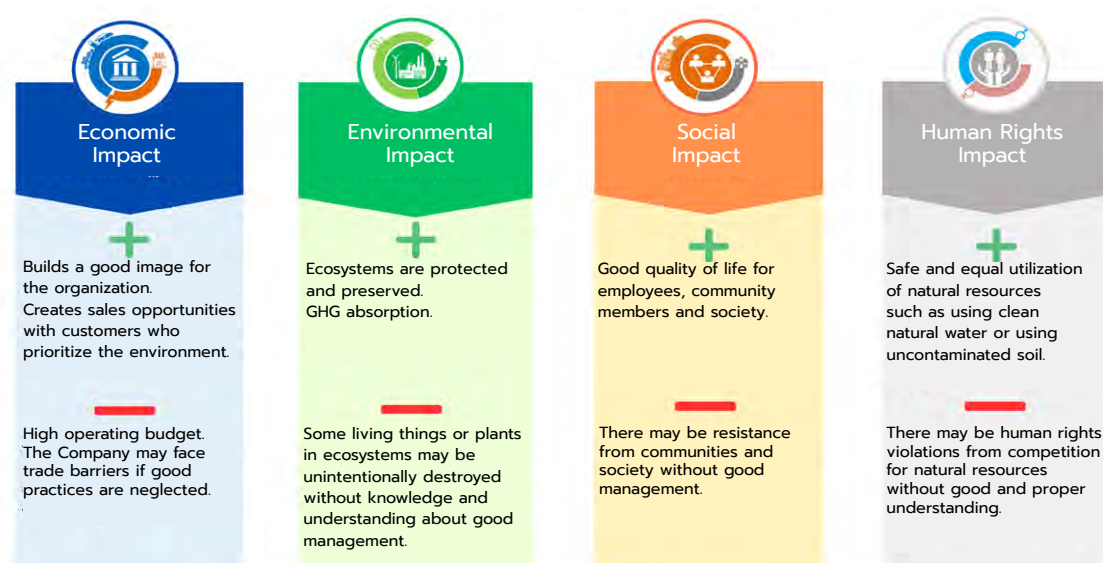 Economic
Impact
Builds a good image for
the organization.
Creates sales opportunities
with customers who
prioritize the environment.
High operating budget.
The Company may face
trade barriers if good
practices are neglected.
Environmental
Impact
Ecosystems are protected
and preserved.
GHG absorption.
Some living things or plants
in ecosystems may be
unintentionally destroyed
without knowledge and
understanding about good
management.
Social
Impact
Good quality of life for
employees, community
members and society.
There may be resistance
from communities and
society without good
management.
Human Rights
Impact
Safe and equal utilization
of natural resources
such as using clean
natural water or using
uncontaminated soil.
There may be human rights
violations from competition
for natural resources
without good and proper
understanding.